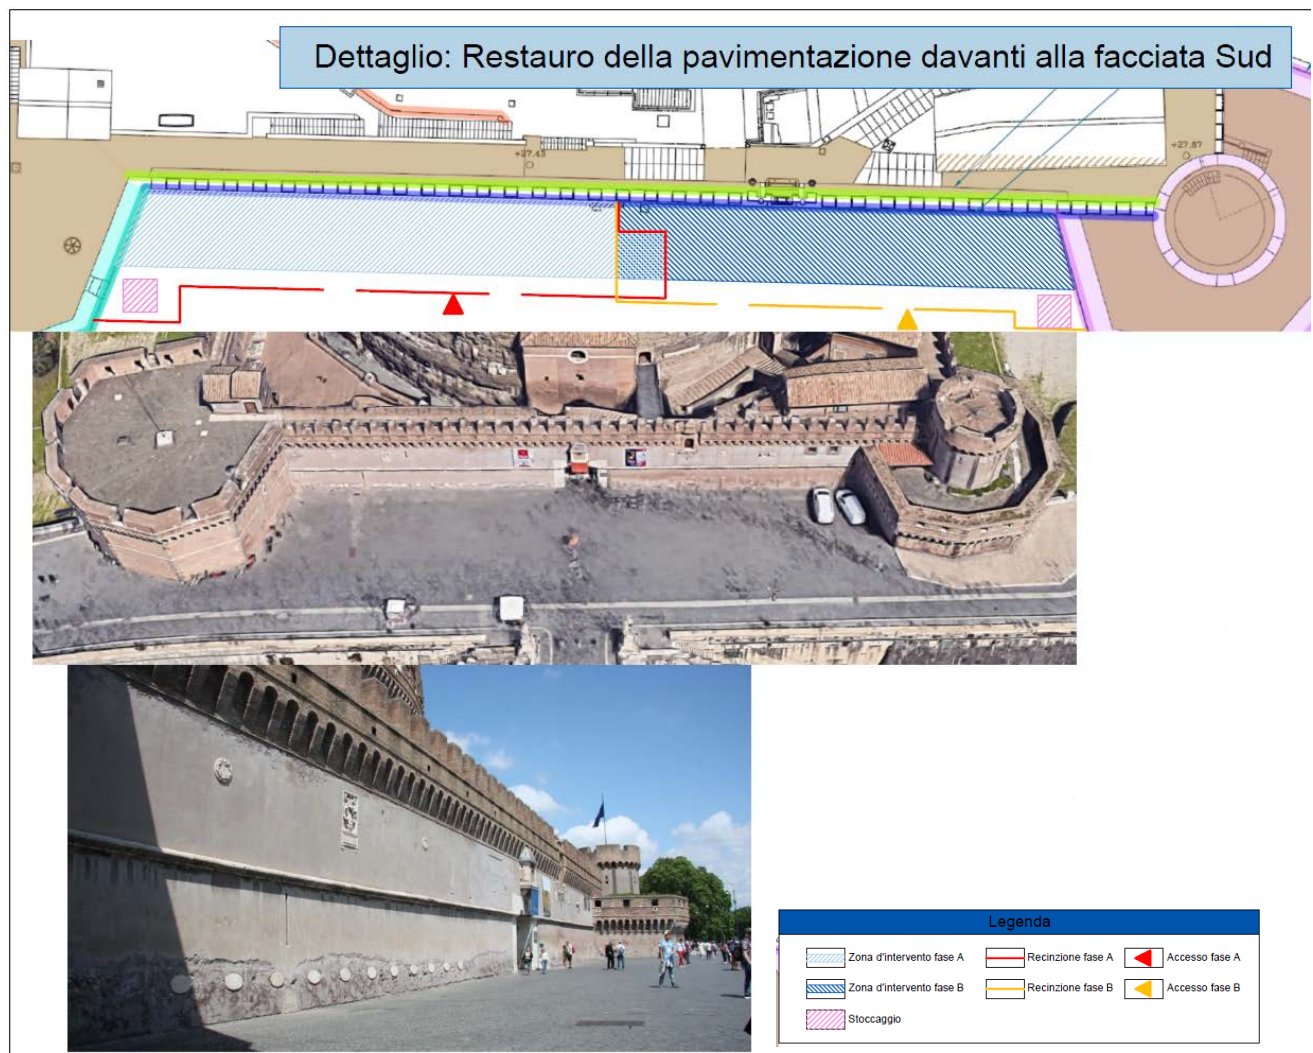 Dettaglio: Restauro della pavimentazione davanti alla facciata Sud
+27.43
+27.87
Legenda
Zona d'intervento fase A
Recinzione fase A
Accesso fase A
Zona d'intervento fase B
Recinzione fase B
Accesso fase B
Stoccaggio